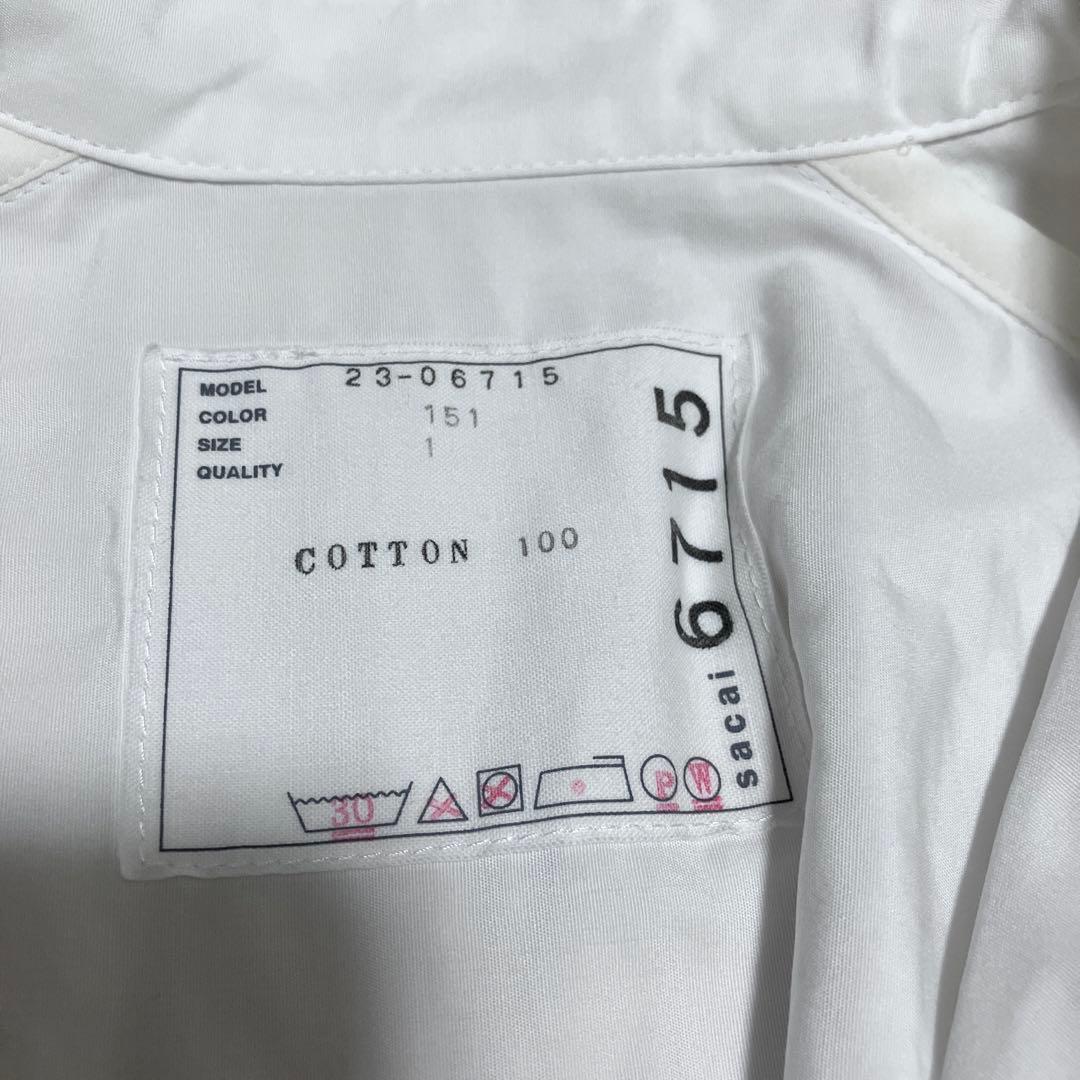 MODEL 23-06715
COLOR 151
SIZE 1
QUALITY
COTTON 100
sacai 6715
30
P W